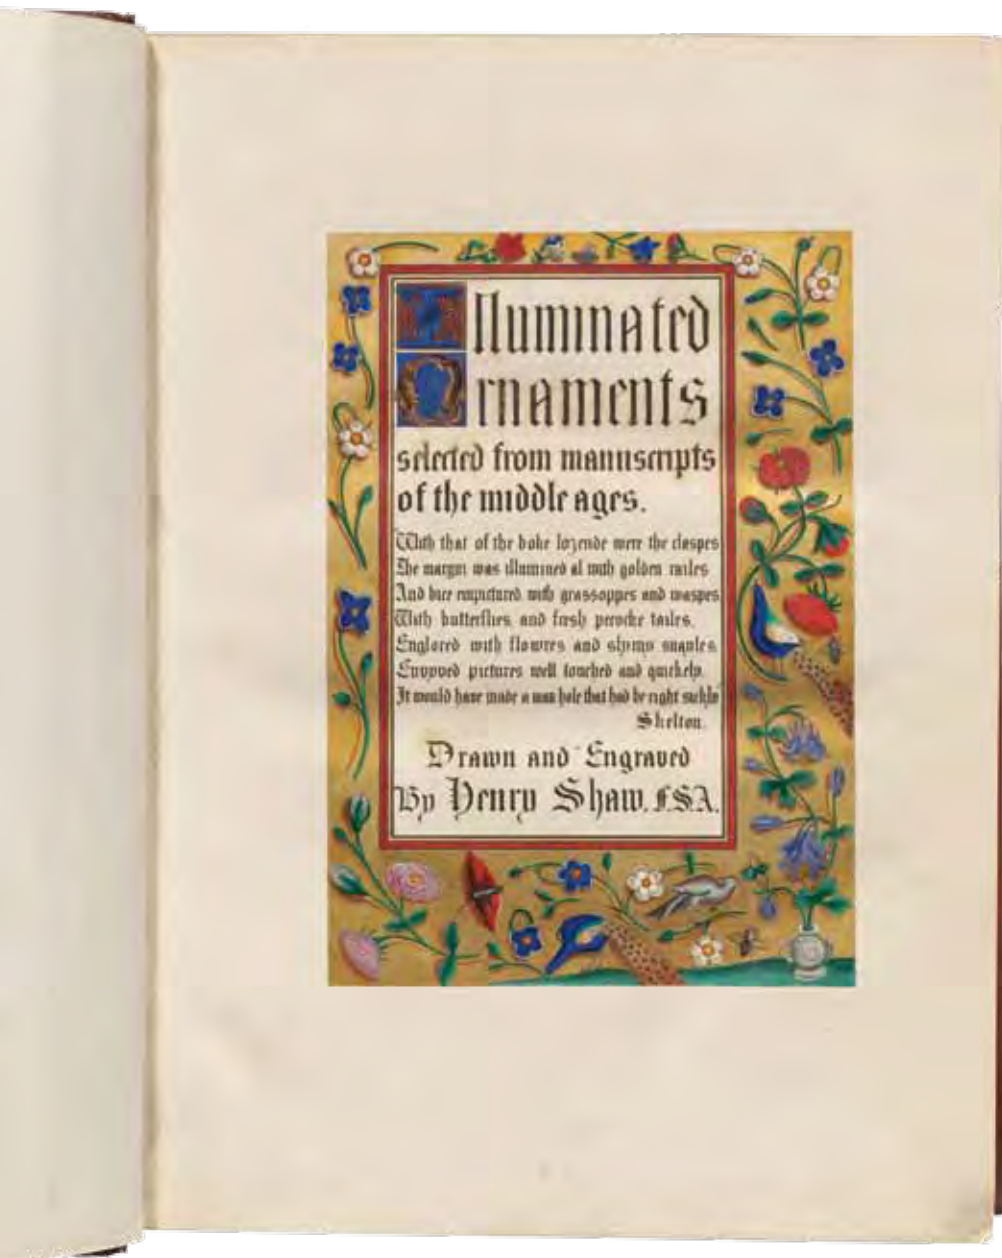 Illuminated
Ornaments
selected from manuscripts
of the middle ages.
With that of the boke lozende were the claspes
The margin was illumined al with golden railes
And bice empictured with grassoppes and waspes
With butterflies and fresh pecocke tailes,
Englored with flowres and slymy snayles
Envyved pictures well touched and quickely.
It would have made a man hole that had be right sickly
Skelton.
Drawn and Engraved
By Henry Shaw, F.S.A.